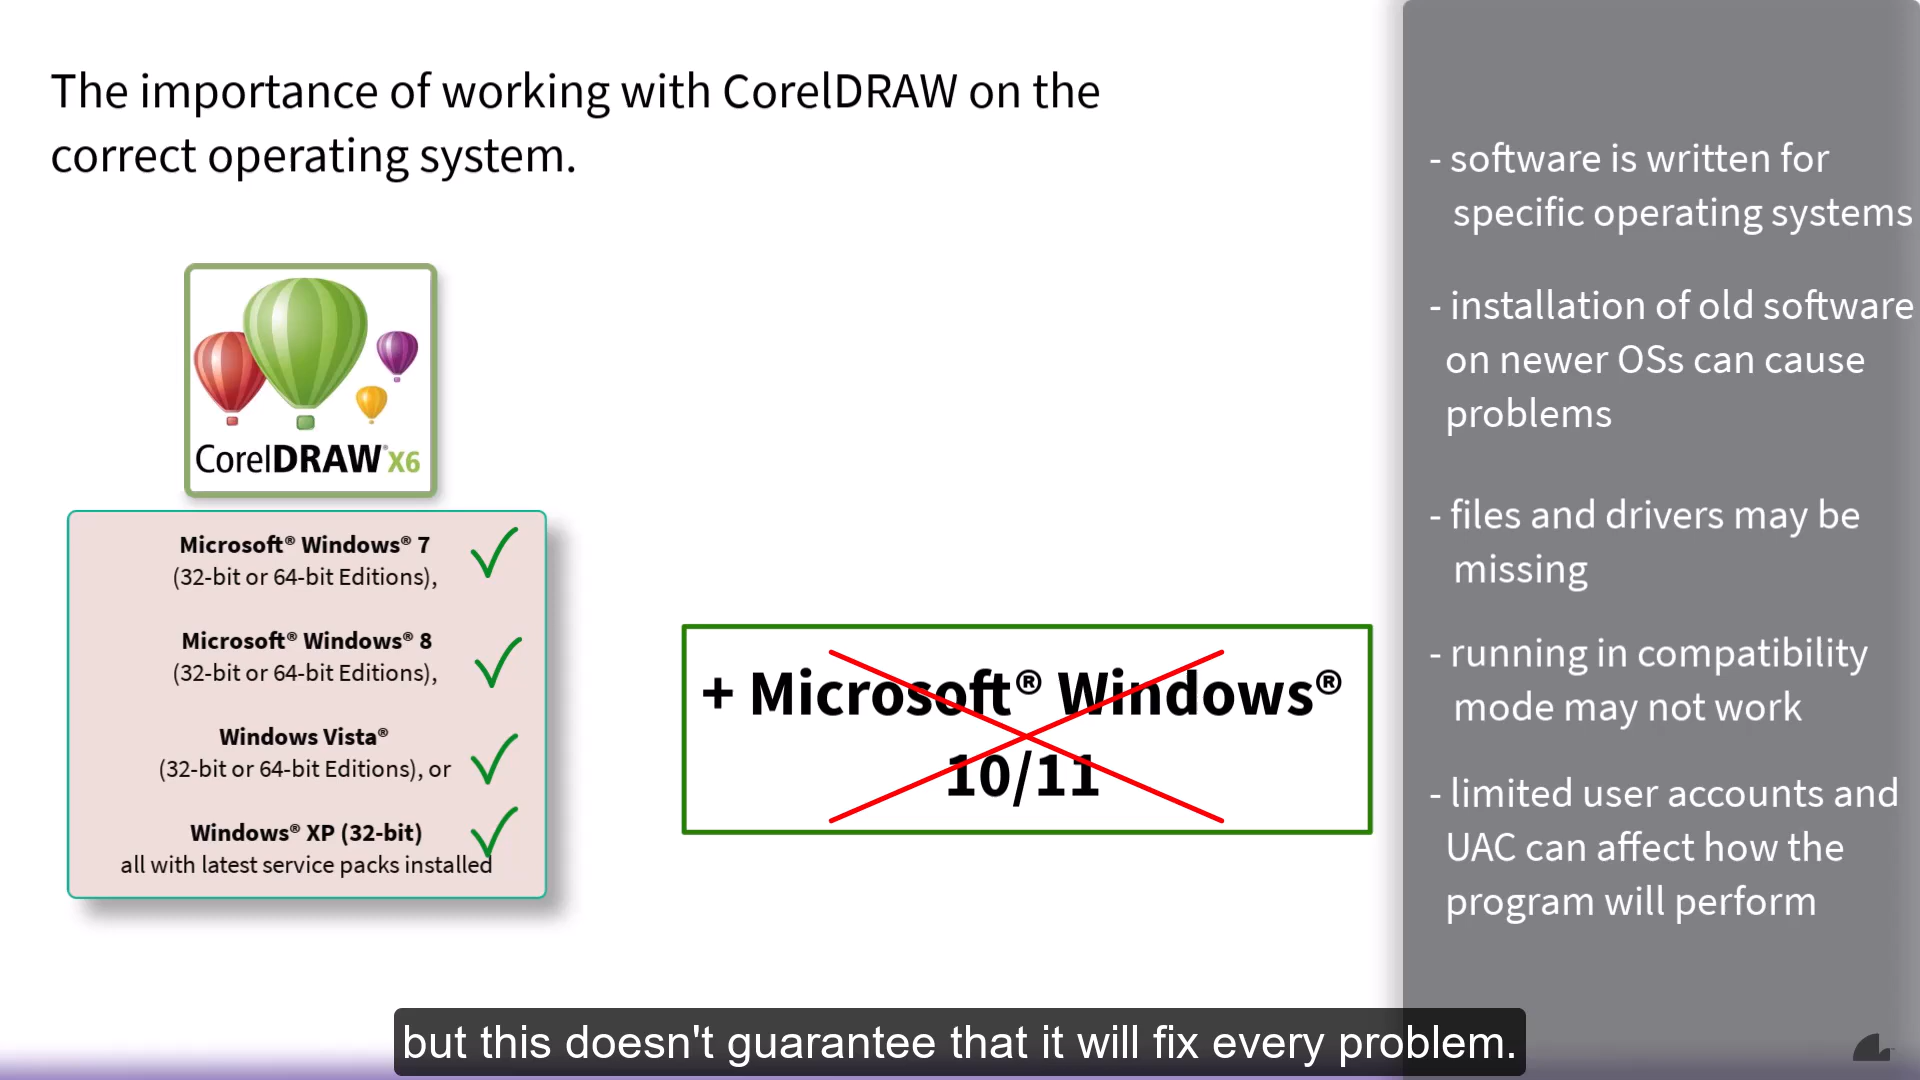 The importance of working with CorelDRAW on the
correct operating system.
CorelDRAW® X6
Microsoft® Windows® 7
(32-bit or 64-bit Editions),
Microsoft® Windows® 8
(32-bit or 64-bit Editions),
Windows Vista®
(32-bit or 64-bit Editions), or
Windows® XP (32-bit)
all with latest service packs installed
+ Microsoft® Windows®
10/11
- software is written for
specific operating systems
- installation of old software
on newer OSs can cause
problems
- files and drivers may be
missing
- running in compatibility
mode may not work
- limited user accounts and
UAC can affect how the
program will perform
but this doesn't guarantee that it will fix every problem.